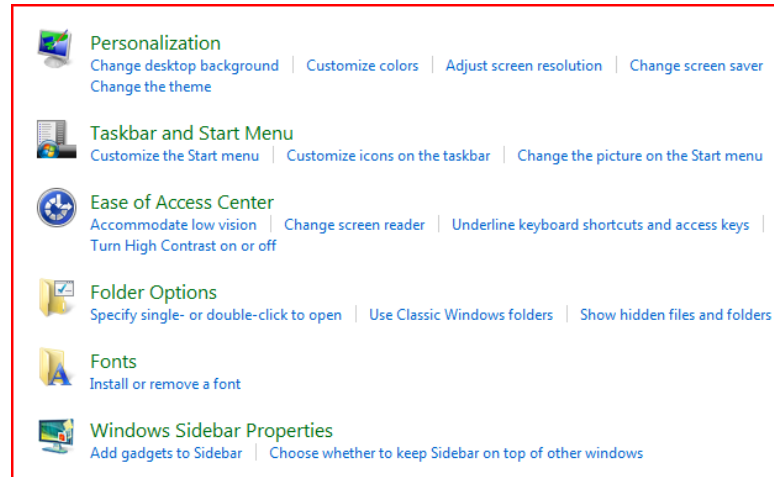 Personalization
Change desktop background | Customize colors | Adjust screen resolution | Change screen saver
Change the theme
Taskbar and Start Menu
Customize the Start menu | Customize icons on the taskbar | Change the picture on the Start menu
Ease of Access Center
Accommodate low vision | Change screen reader | Underline keyboard shortcuts and access keys |
Turn High Contrast on or off
Folder Options
Specify single- or double-click to open | Use Classic Windows folders | Show hidden files and folders
Fonts
Install or remove a font
Windows Sidebar Properties
Add gadgets to Sidebar | Choose whether to keep Sidebar on top of other windows